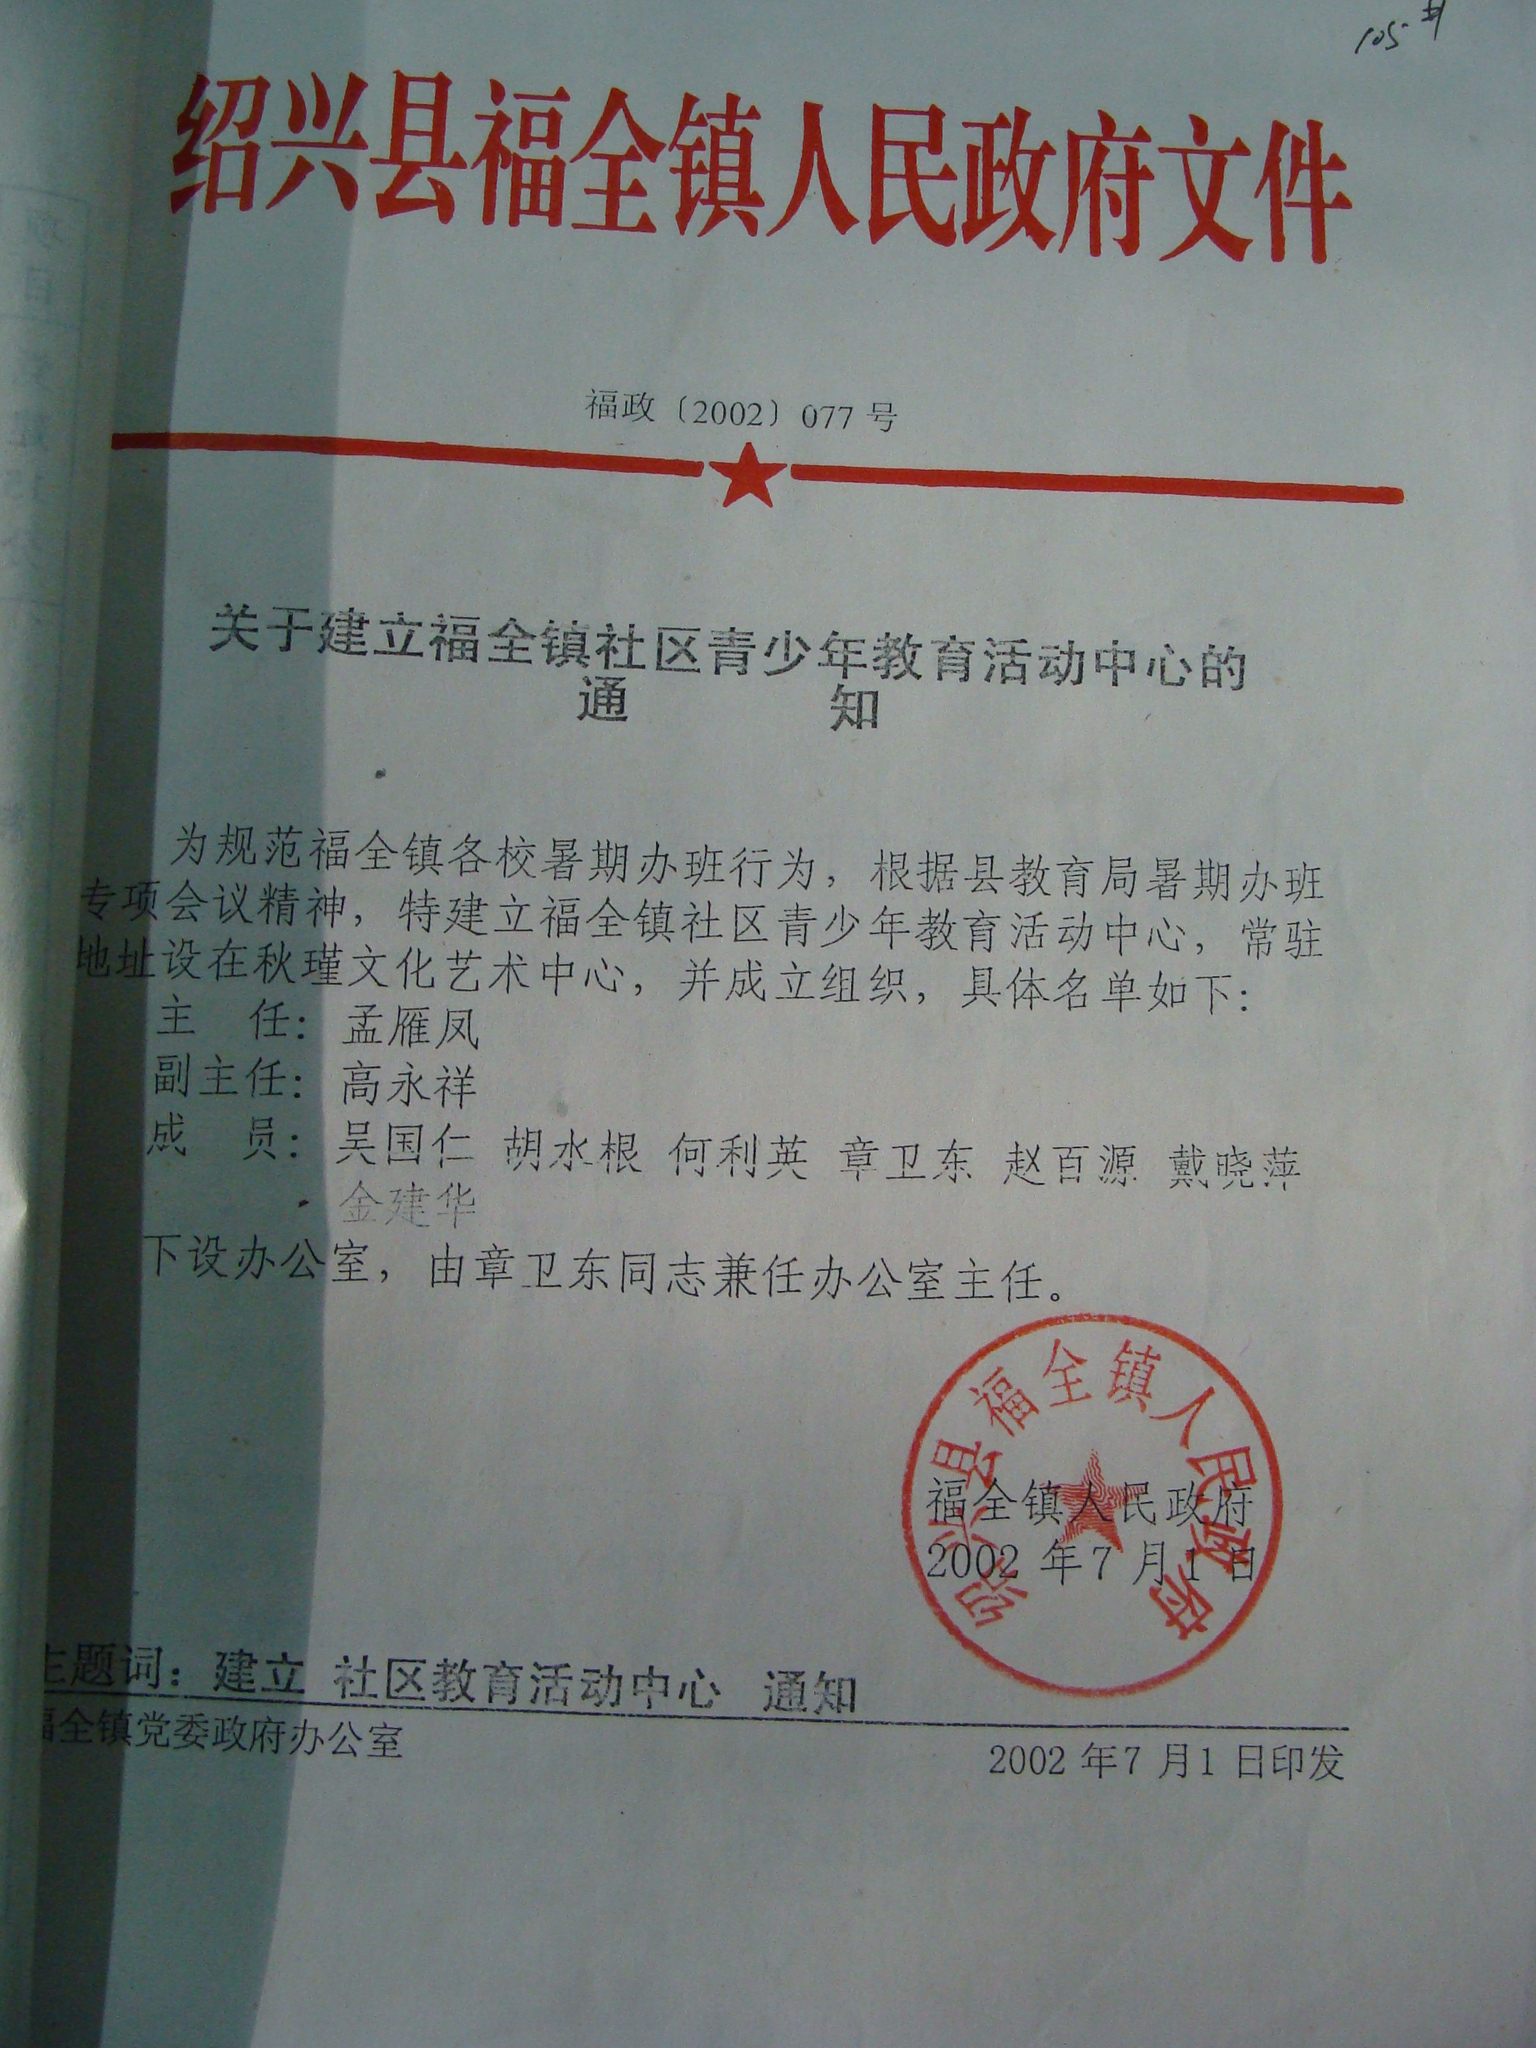 105
绍兴县福全镇人民政府文件
福政〔2002〕077 号
关于建立福全镇社区青少年教育活动中心的
通 知
为规范福全镇各校暑期办班行为，根据县教育局暑期办班
专项会议精神，特建立福全镇社区青少年教育活动中心，常驻
地址设在秋瑾文化艺术中心，并成立组织，具体名单如下：
主 任：孟雁凤
副主任：高永祥
成 员：吴国仁 胡水根 何利英 章卫东 赵百源 戴晓萍
金建华
下设办公室，由章卫东同志兼任办公室主任。
绍兴县福全镇人民政府
福全镇人民政府
2002 年7 月1 日
主题词：建立 社区教育活动中心 通知
福全镇党委政府办公室 2002 年7 月1 日印发